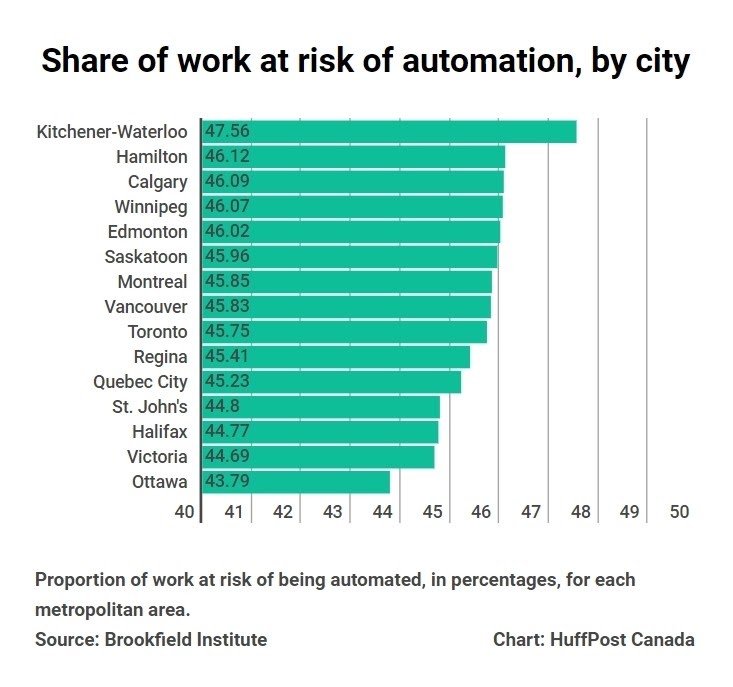 Share of work at risk of automation, by city
Kitchener-Waterloo 47.56
Hamilton 46.12
Calgary 46.09
Winnipeg 46.07
Edmonton 46.02
Saskatoon 45.96
Montreal 45.85
Vancouver 45.83
Toronto 45.75
Regina 45.41
Quebec City 45.23
St. John's 44.8
Halifax 44.77
Victoria 44.69
Ottawa 43.79
40 41 42 43 44 45 46 47 48 49 50
Proportion of work at risk of being automated, in percentages, for each
metropolitan area.
Source: Brookfield Institute Chart: HuffPost Canada